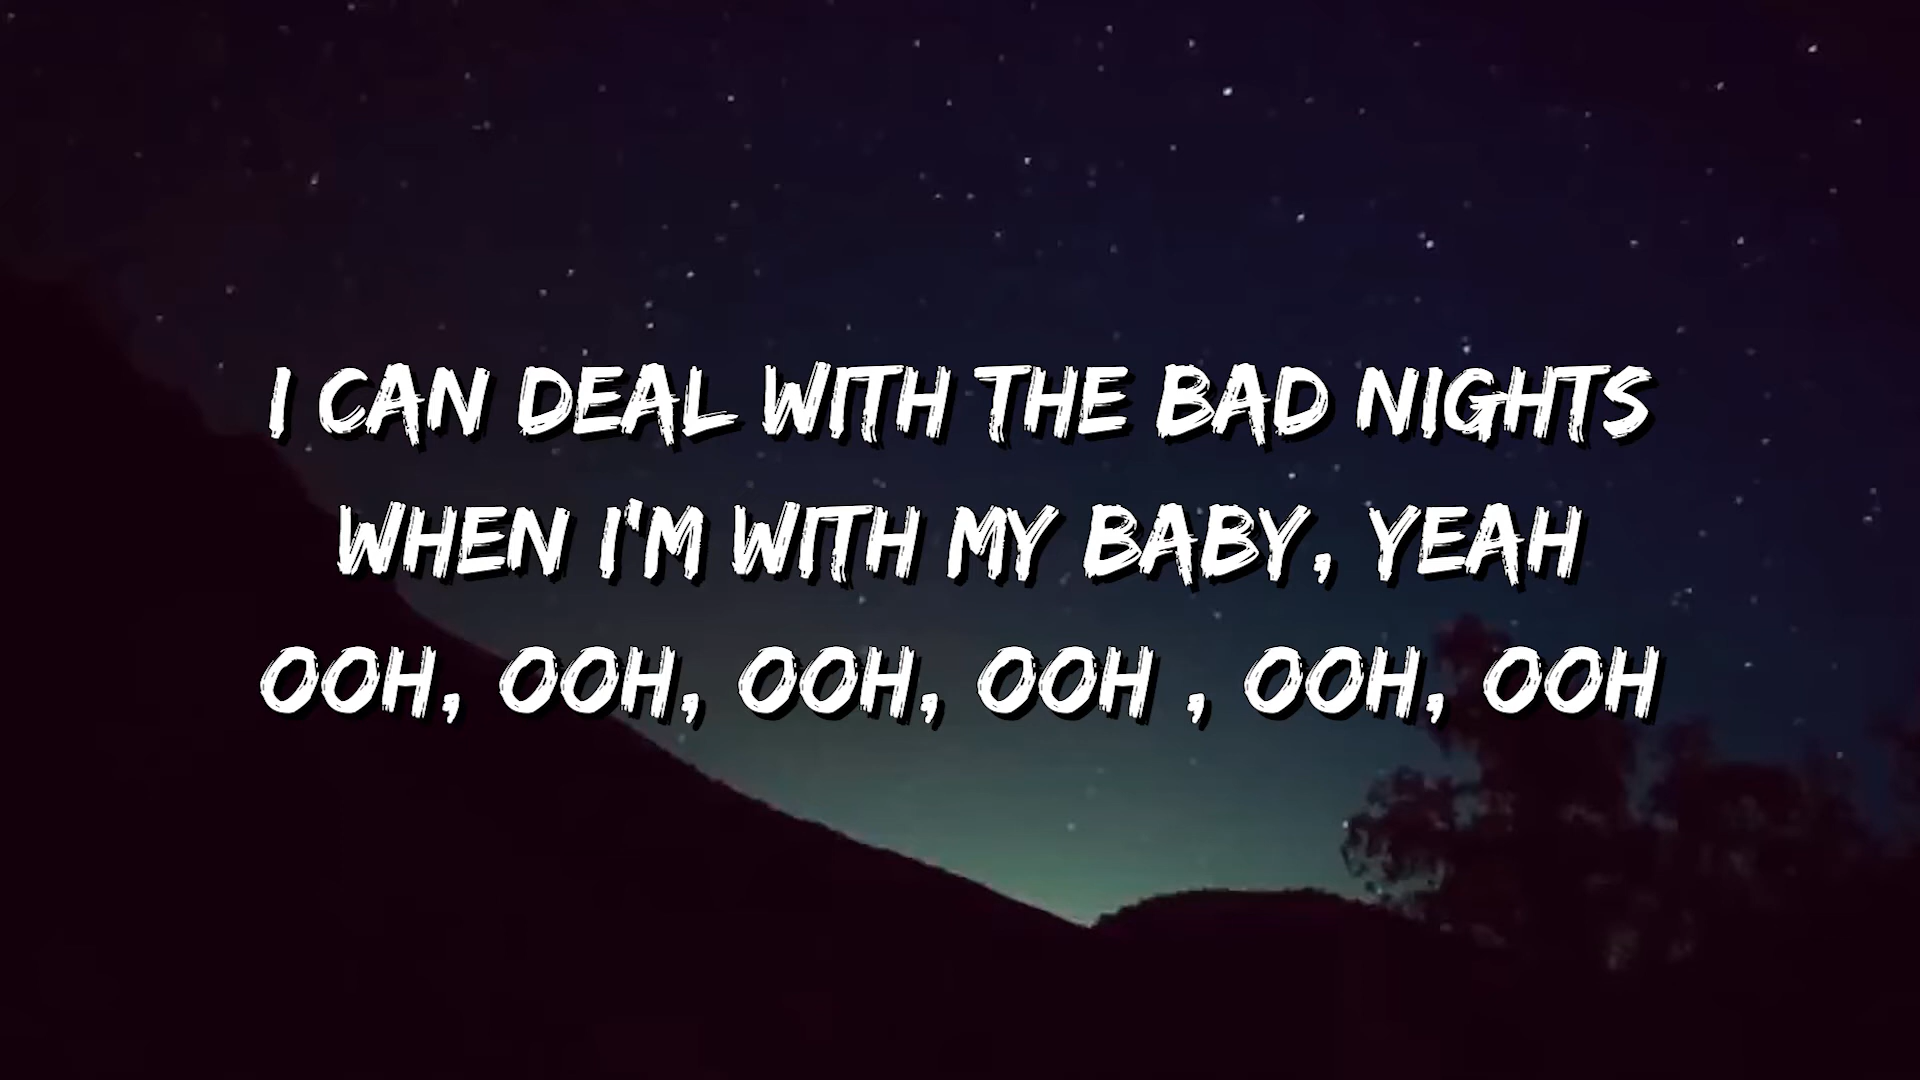 I CAN DEAL WITH THE BAD NIGHTS
WHEN I'M WITH MY BABY, YEAH
OOH, OOH, OOH, OOH , OOH, OOH